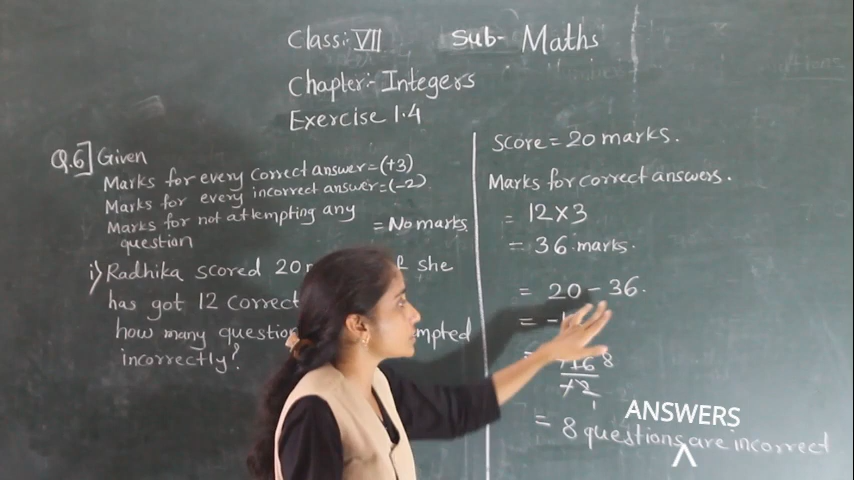 Class:- VII Sub- Maths
Chapter:- Integers
Exercise 1.4
Q.6] Given
Marks for every correct answer = (+3)
Marks for every incorrect answer = (-2)
Marks for not attempting any = No marks
question
i) Radhika scored 20 she
has got 12 correct
how many question
incorrectly?
Score = 20 marks.
Marks for correct answers.
= 12 × 3
= 36 marks.
= 20 - 36.
=
= 8
= 8 questions ANSWERS are incorrect